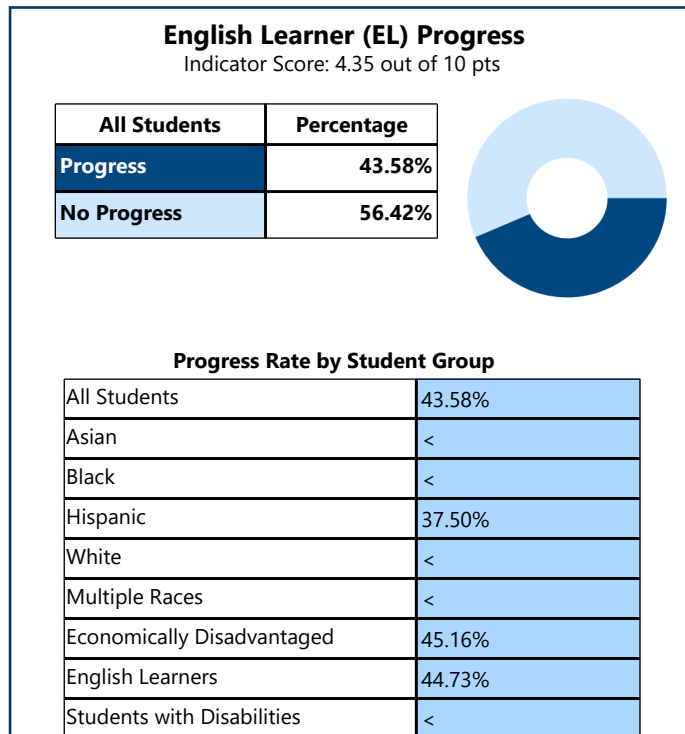 English Learner (EL) Progress
Indicator Score: 4.35 out of 10 pts
All Students Percentage
Progress 43.58%
No Progress 56.42%
Progress Rate by Student Group
All Students 43.58%
Asian <
Black <
Hispanic 37.50%
White <
Multiple Races <
Economically Disadvantaged 45.16%
English Learners 44.73%
Students with Disabilities <